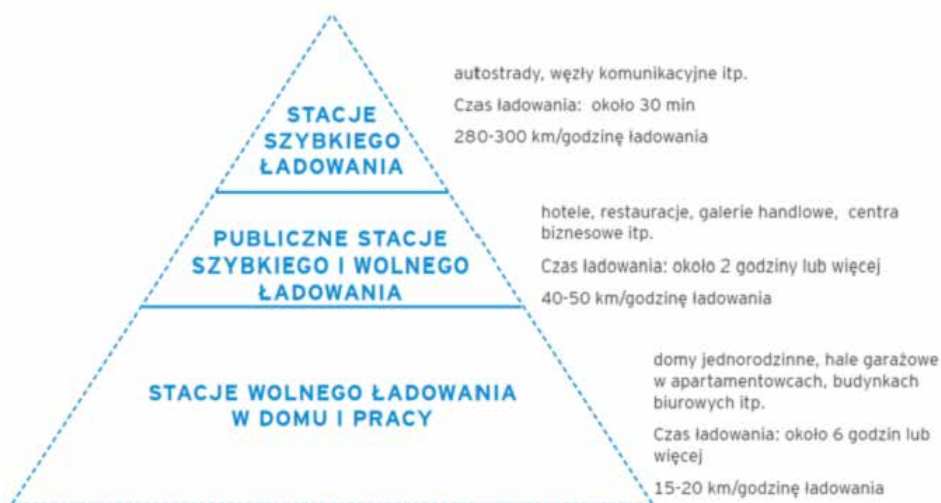 STACJE
SZYBKIEGO
ŁADOWANIA
autostrady, węzły komunikacyjne itp.
Czas ładowania: około 30 min
280-300 km/godzinę ładowania
PUBLICZNE STACJE
SZYBKIEGO I WOLNEGO
ŁADOWANIA
hotele, restauracje, galerie handlowe, centra
biznesowe itp.
Czas ładowania: około 2 godziny lub więcej
40-50 km/godzinę ładowania
STACJE WOLNEGO ŁADOWANIA
W DOMU I PRACY
domy jednorodzinne, hale garażowe
w apartamentowcach, budynkach
biurowych itp.
Czas ładowania: około 6 godzin lub
więcej
15-20 km/godzinę ładowania